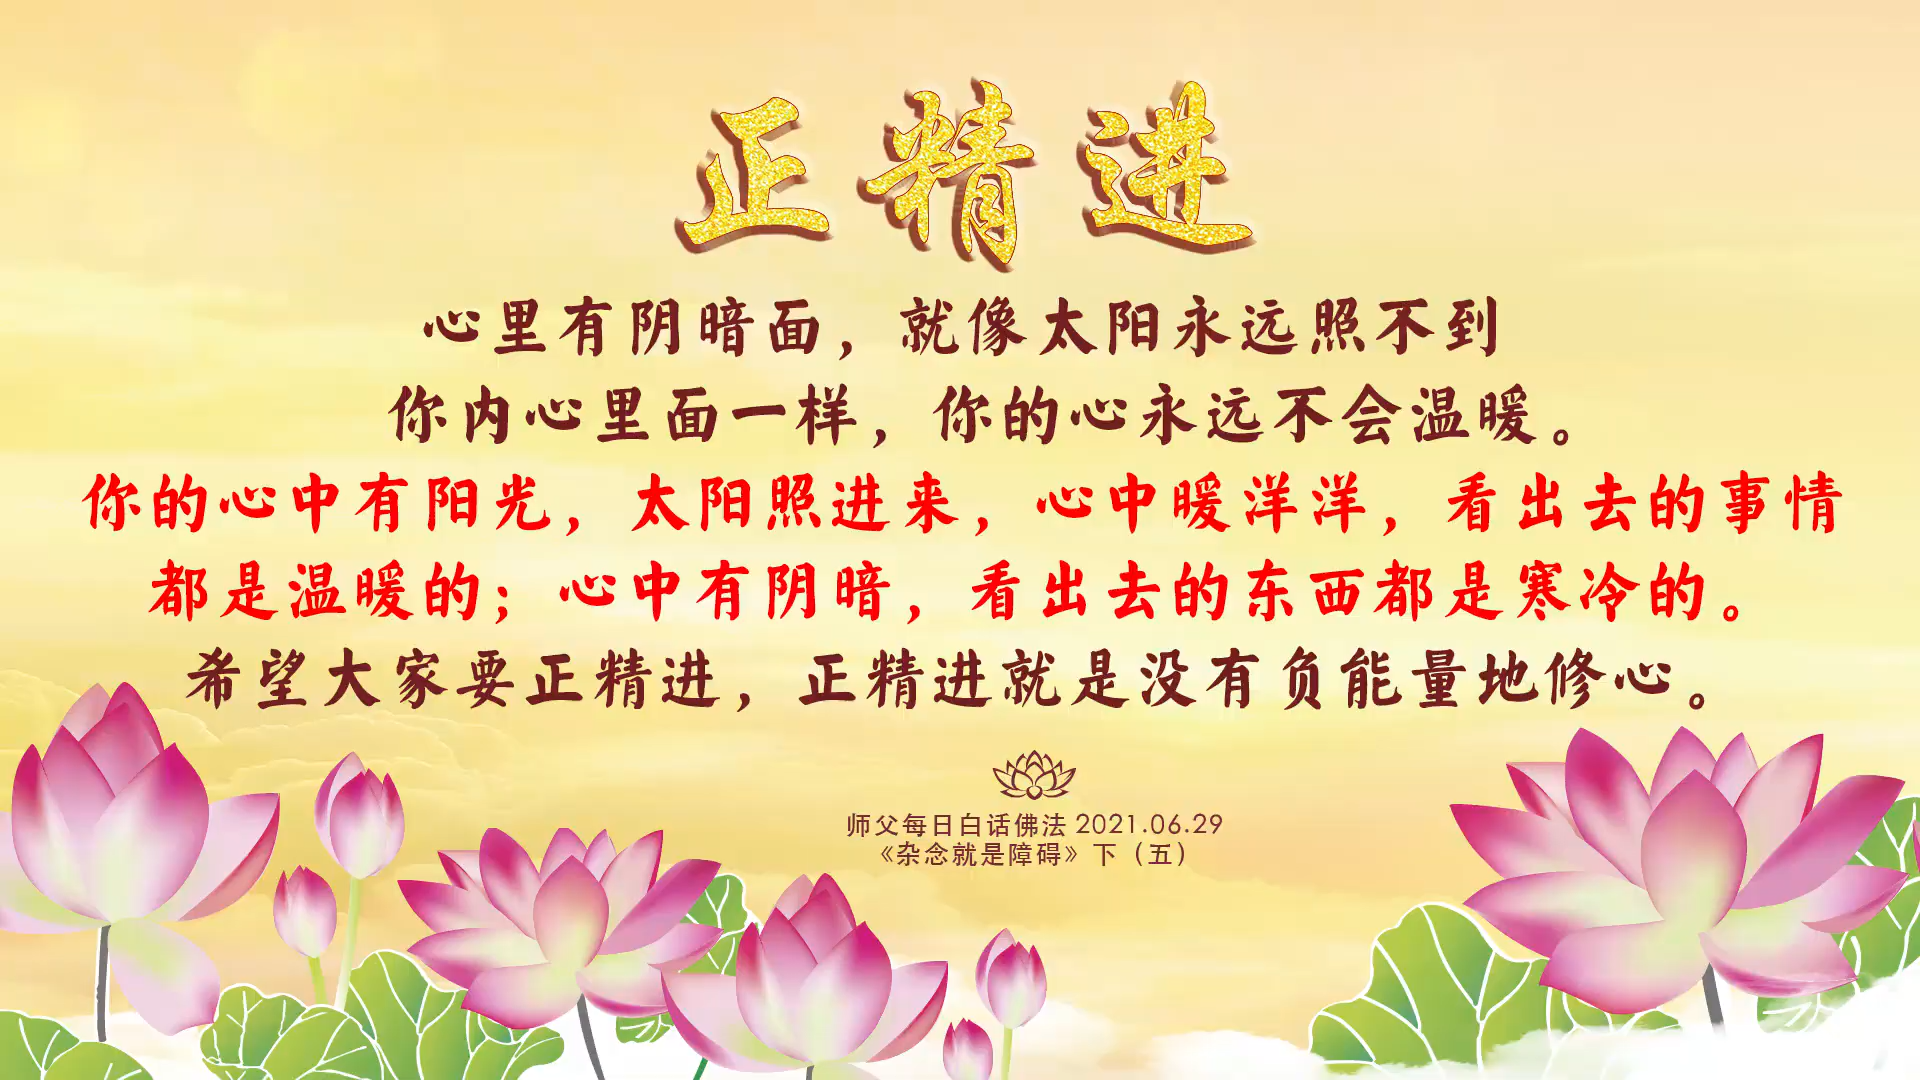 正精进
心里有阴暗面，就像太阳永远照不到
你内心里面一样，你的心永远不会温暖。
你的心中有阳光，太阳照进来，心中暖洋洋，看出去的事情
都是温暖的；心中有阴暗，看出去的东西都是寒冷的。
希望大家要正精进，正精进就是没有负能量地修心。
师父每日白话佛法 2021.06.29
《杂念就是障碍》下（五）